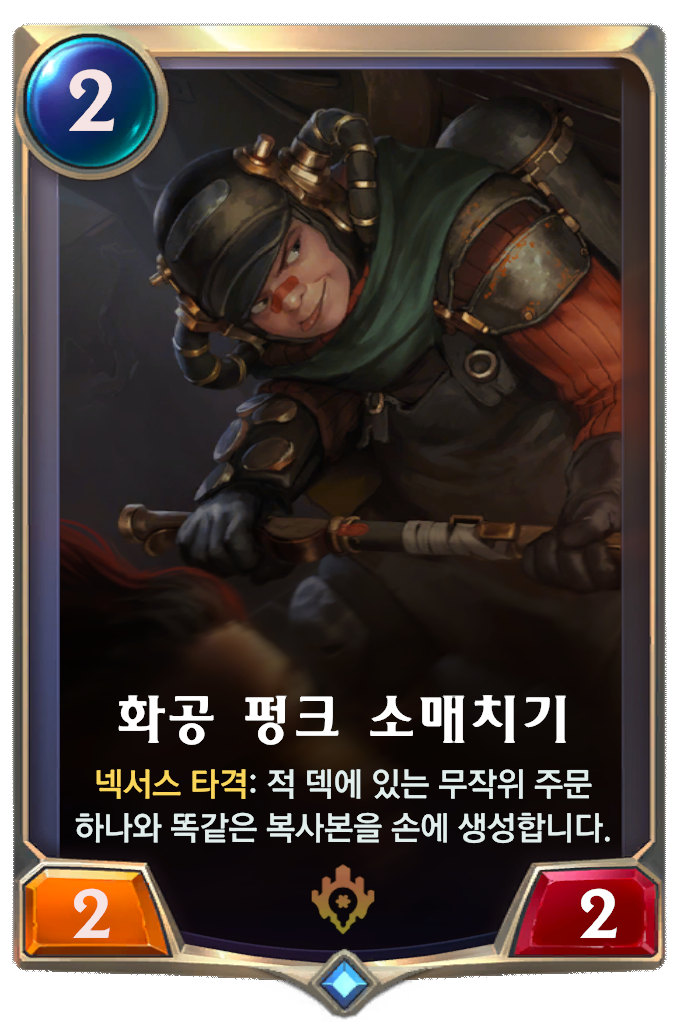 2
화공 펑크 소매치기
넥서스 타격: 적 덱에 있는 무작위 주문
하나와 똑같은 복사본을 손에 생성합니다.
2
2